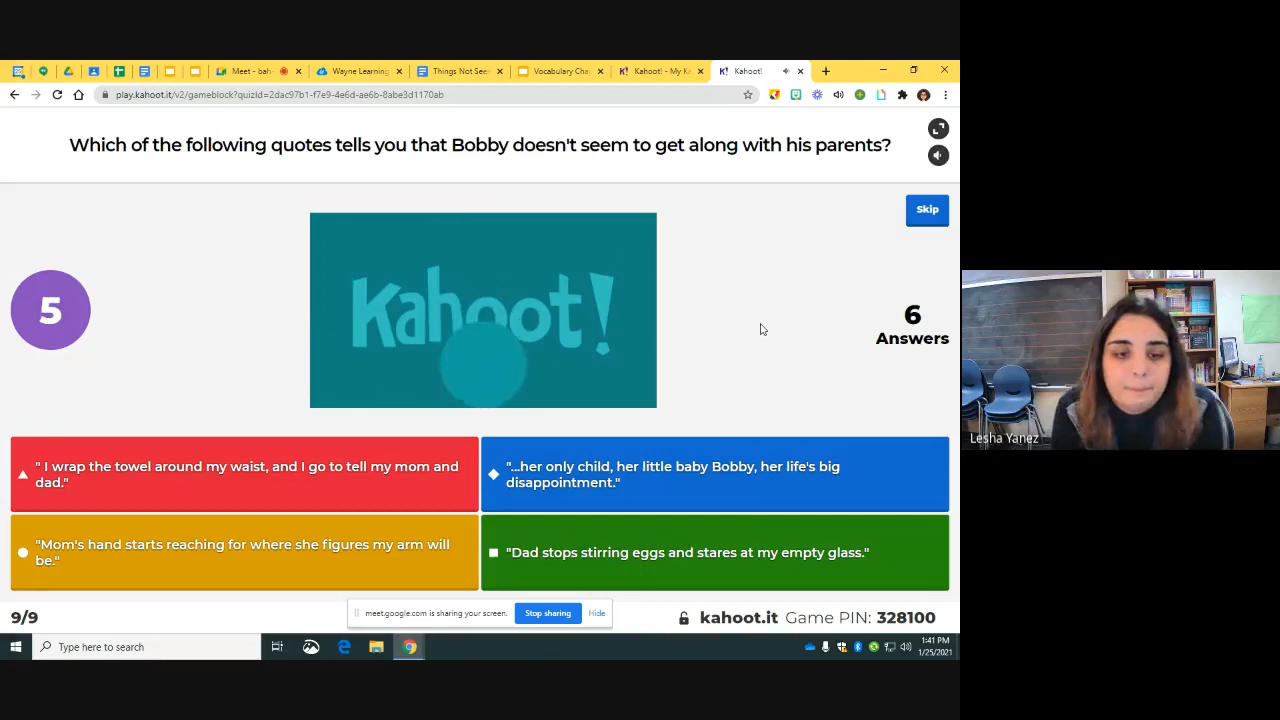 Meet - bah-
Wayne Learning
Things Not See
Vocabulary Cha
Kahoot! - My Ka
Kahoot!
play.kahoot.it/v2/gameblock?quizId=2dac97b1-f7e9-4e6d-ae6b-8abe3d1170ab
Which of the following quotes tells you that Bobby doesn't seem to get along with his parents?
Skip
Kahoot!
5
6
Answers
Lesha Yanez
" I wrap the towel around my waist, and I go to tell my mom and
dad."
"...her only child, her little baby Bobby, her life's big
disappointment."
"Mom's hand starts reaching for where she figures my arm will
be."
"Dad stops stirring eggs and stares at my empty glass."
9/9
meet.google.com is sharing your screen.
Stop sharing
Hide
kahoot.it Game PIN: 328100
Type here to search
1:41 PM
1/25/2021